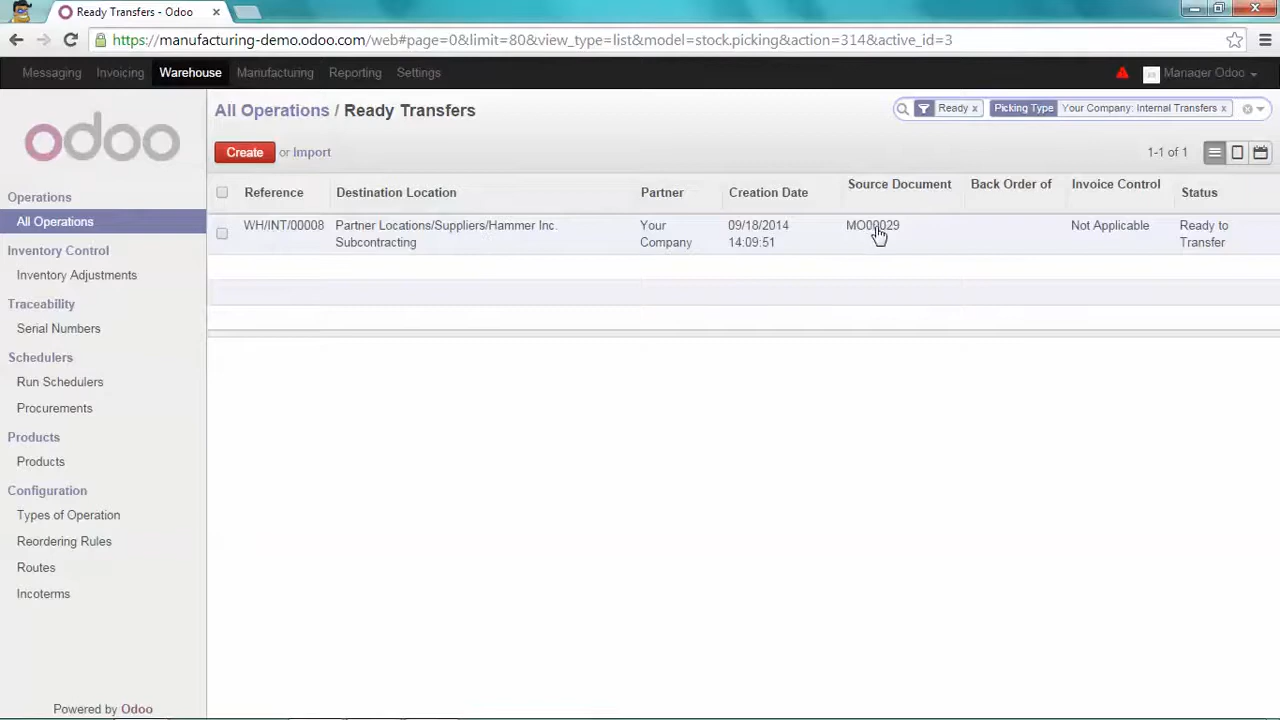 Ready Transfers - Odoo
https://manufacturing-demo.odoo.com/web#page=0&limit=80&view_type=list&model=stock.picking&action=314&active_id=3
Messaging Invoicing Warehouse Manufacturing Reporting Settings Manager Odoo
odoo
All Operations / Ready Transfers
Ready x Picking Type Your Company: Internal Transfers x
Create or Import
1-1 of 1
Reference Destination Location Partner Creation Date Source Document Back Order of Invoice Control Status
WH/INT/00008 Partner Locations/Suppliers/Hammer Inc. Your 09/18/2014 MO00029 Not Applicable Ready to
Subcontracting Company 14:09:51 Transfer
Operations
All Operations
Inventory Control
Inventory Adjustments
Traceability
Serial Numbers
Schedulers
Run Schedulers
Procurements
Products
Products
Configuration
Types of Operation
Reordering Rules
Routes
Incoterms
Powered by Odoo